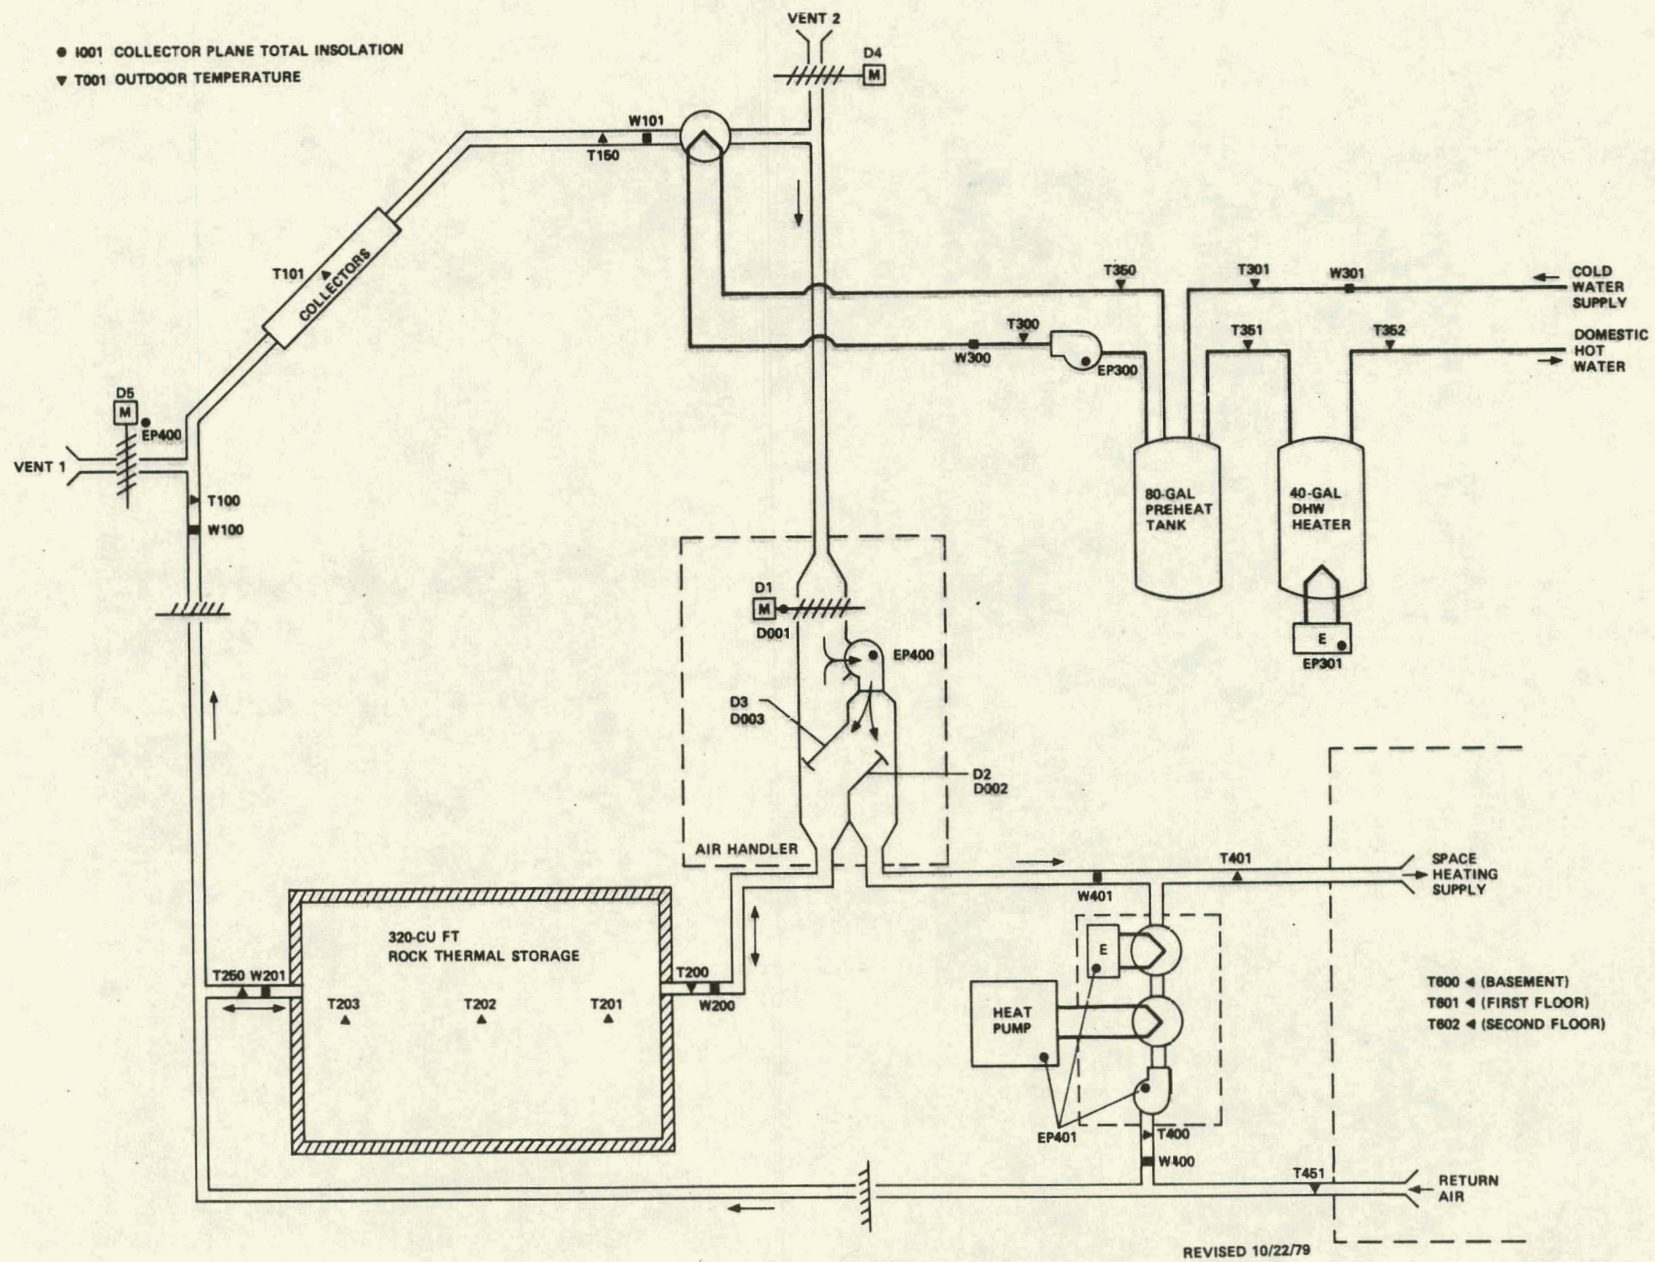 VENT 2
D4
M
I001 COLLECTOR PLANE TOTAL INSOLATION
T001 OUTDOOR TEMPERATURE
W101
T150
T101
COLLECTORS
T350
T301
W301
COLD
WATER
SUPPLY
T300
W300
EP300
T351
T352
DOMESTIC
HOT
WATER
D5
M
EP400
VENT 1
T100
W100
80-GAL
PREHEAT
TANK
40-GAL
DHW
HEATER
E
EP301
D1
M
D001
EP400
D3
D003
D2
D002
AIR HANDLER
T401
W401
SPACE
HEATING
SUPPLY
320-CU FT
ROCK THERMAL STORAGE
T250 W201
T203
T202
T201
T200
W200
E
HEAT
PUMP
EP401
T400
W400
T600 (BASEMENT)
T601 (FIRST FLOOR)
T602 (SECOND FLOOR)
T451
RETURN
AIR
REVISED 10/22/79